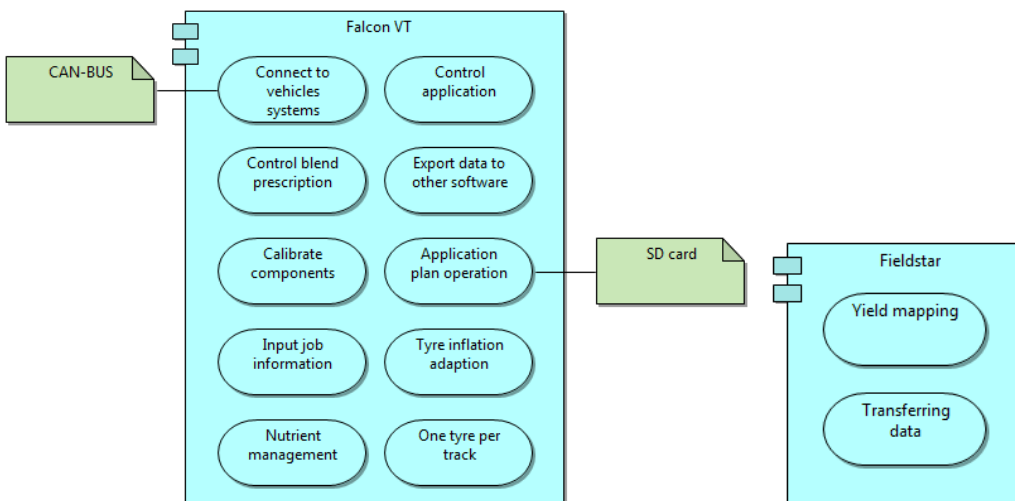 Falcon VT
CAN-BUS
Connect to
vehicles
systems
Control
application
Control blend
prescription
Export data to
other software
Calibrate
components
Application
plan operation
SD card
Fieldstar
Yield mapping
Input job
information
Tyre inflation
adaption
Transferring
data
Nutrient
management
One tyre per
track